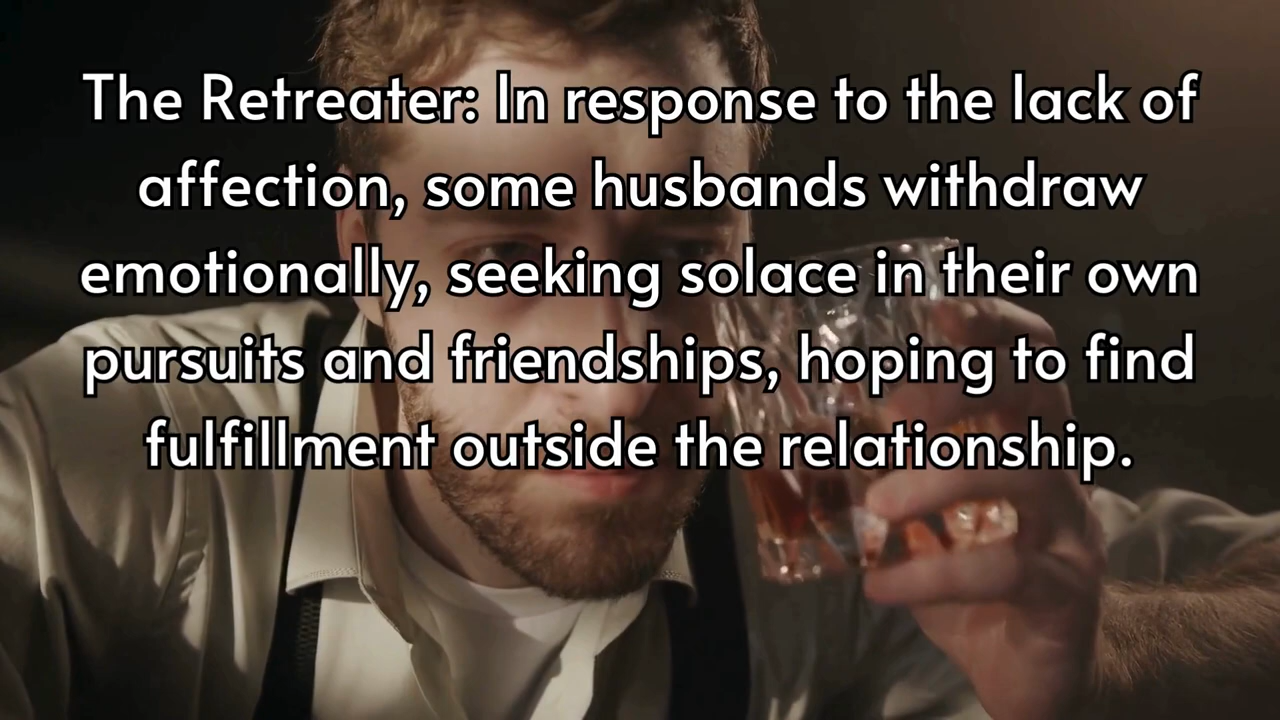 The Retreater: In response to the lack of
affection, some husbands withdraw
emotionally, seeking solace in their own
pursuits and friendships, hoping to find
fulfillment outside the relationship.